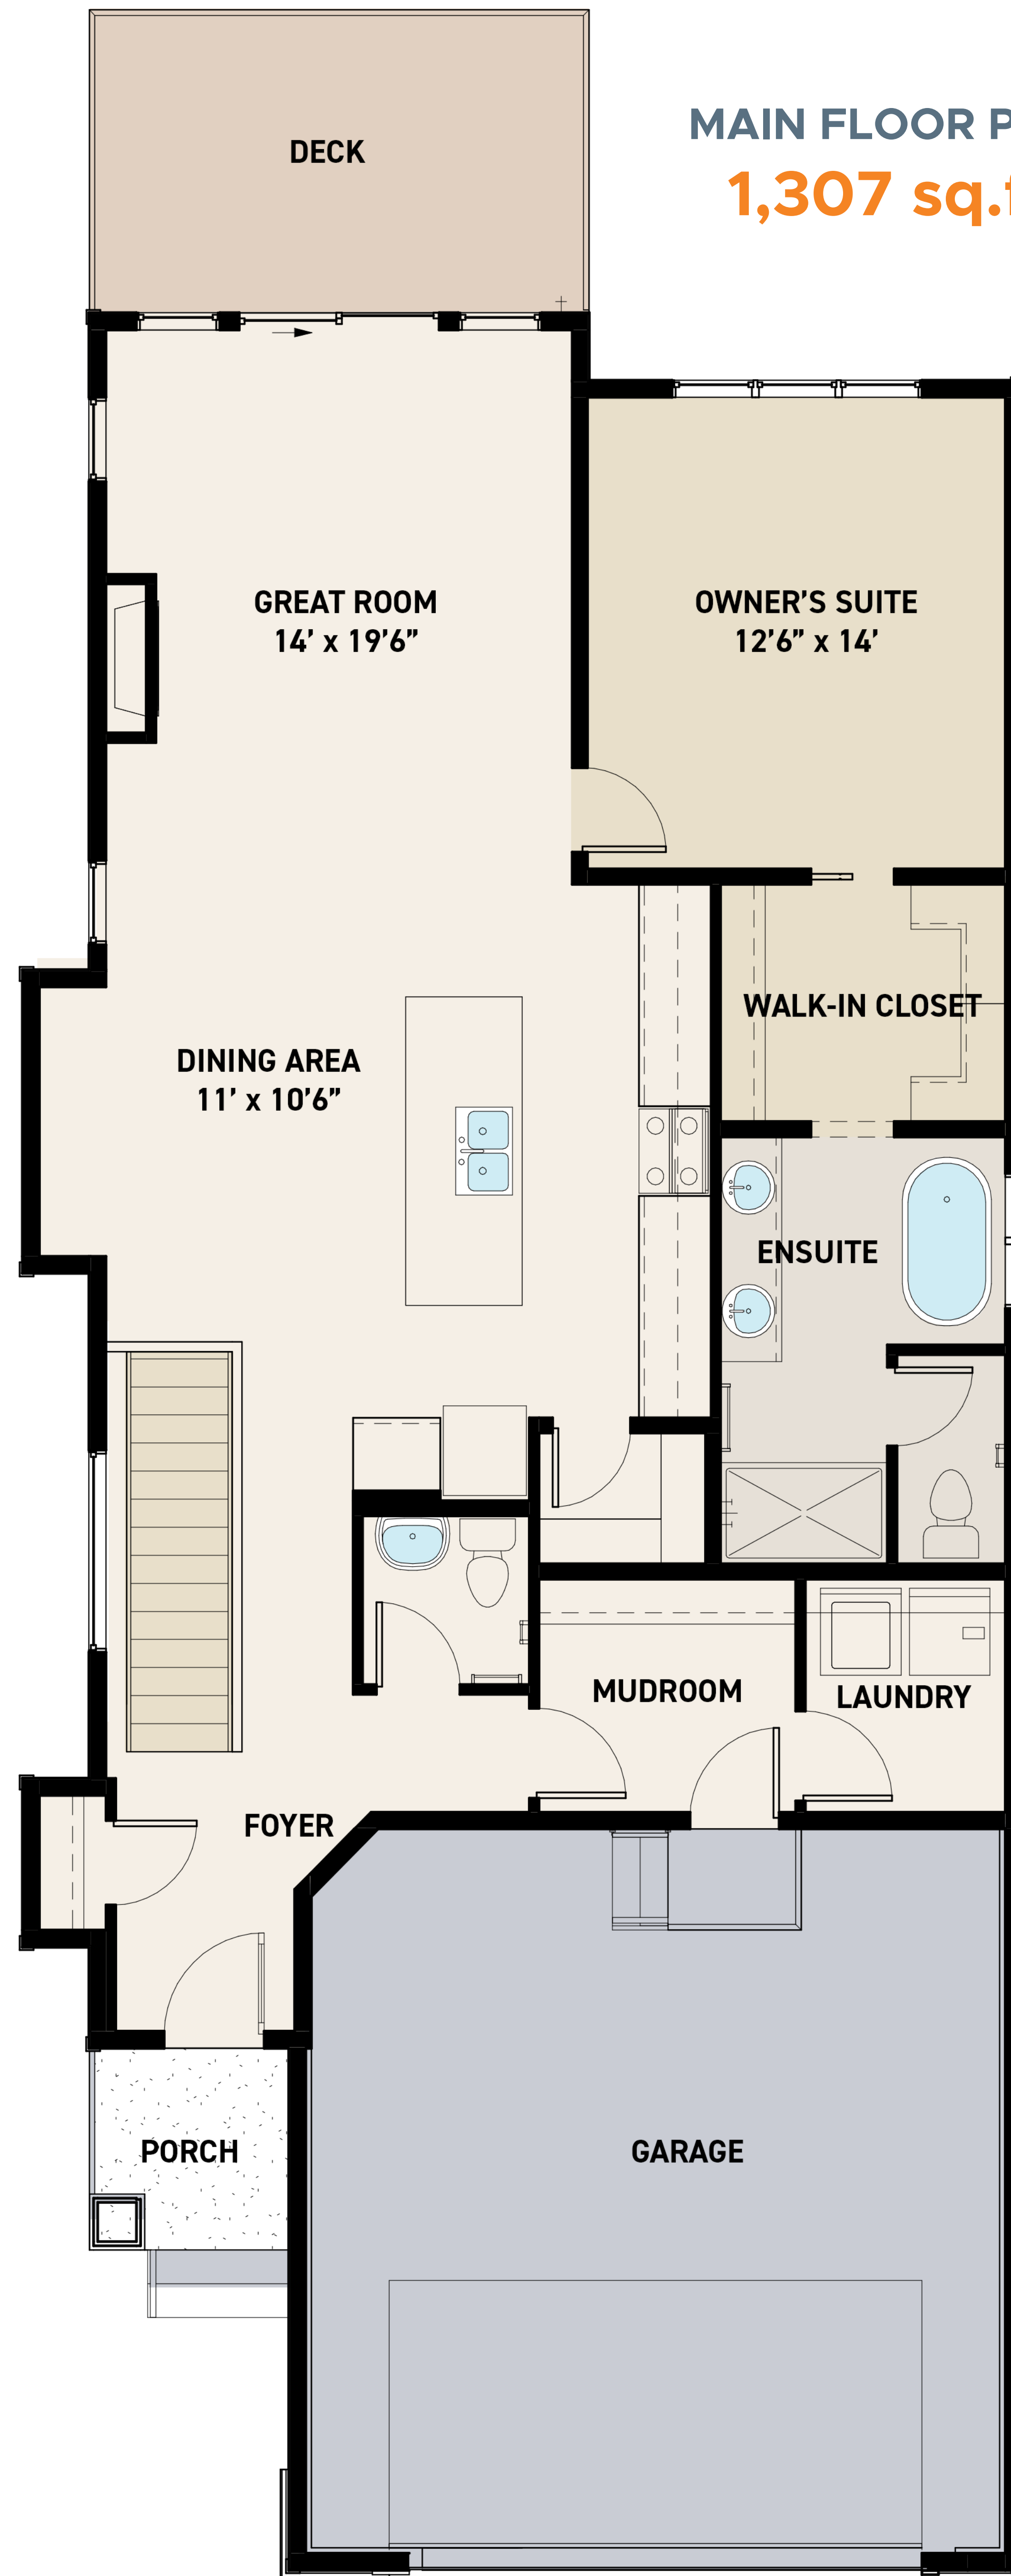 DECK
MAIN FLOOR P
1,307 sq.f
GREAT ROOM
14' x 19'6”
OWNER’S SUITE
12'6” x 14'
WALK-IN CLOSET
DINING AREA
11' x 10'6”
ENSUITE
MUDROOM
LAUNDRY
FOYER
PORCH
GARAGE